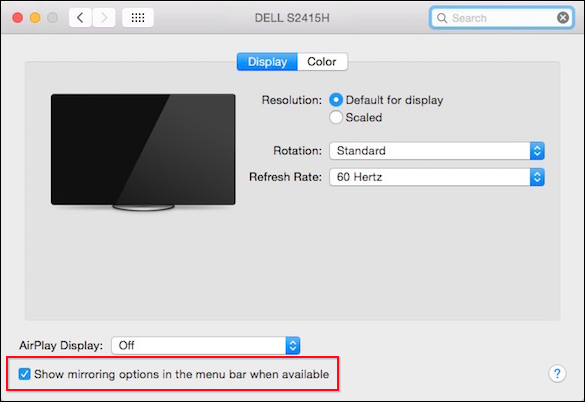 DELL S2415H
Search
Display Color
Resolution: Default for display
Scaled
Rotation: Standard
Refresh Rate: 60 Hertz
AirPlay Display: Off
Show mirroring options in the menu bar when available
?